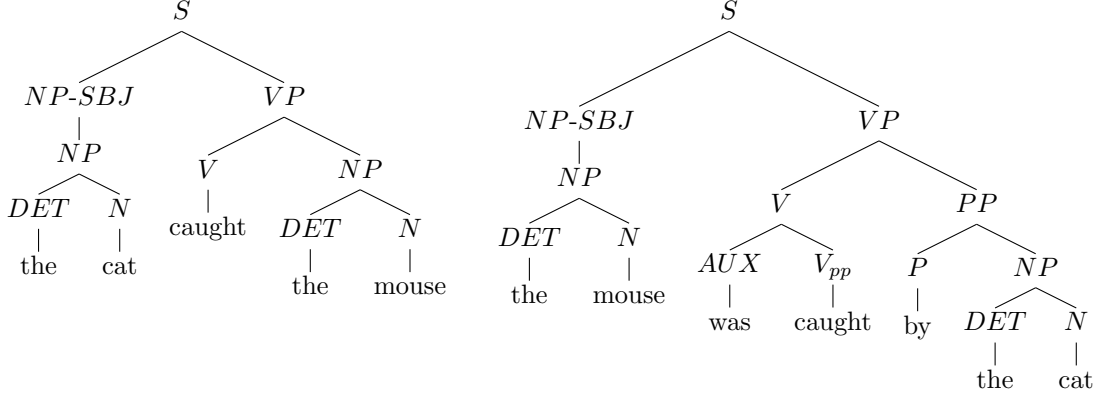 S
NP-SBJ VP
NP V NP
DET N caught DET N
the cat the mouse
S
NP-SBJ VP
NP V PP
DET N AUX V_pp P NP
the mouse was caught by DET N
the cat